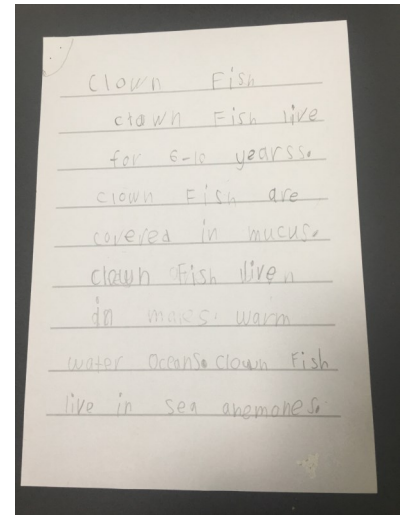 Clown Fish
clown Fish live
for 6-10 yearss.
clown Fish are
covered in mucus.
clown Fish live
in warm
water Oceans. Clown Fish
live in sea anemones.